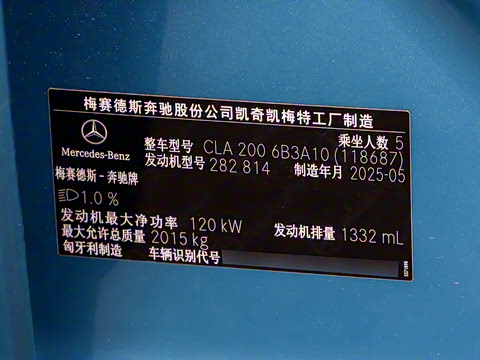 梅赛德斯奔驰股份公司凯奇凯梅特工厂制造
乘坐人数 5
Mercedes-Benz
整车型号 CLA 200 6B3A10 (118687)
发动机型号 282 814 制造年月 2025-05
梅赛德斯-奔驰牌
1.0 %
发动机最大净功率 120 kW 发动机排量 1332 mL
最大允许总质量 2015 kg
匈牙利制造 车辆识别代号